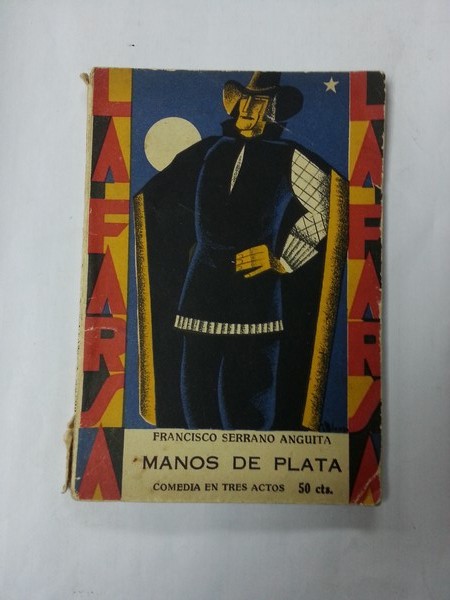 LA FARSA
LA FARSA
FRANCISCO SERRANO ANGUITA
MANOS DE PLATA
COMEDIA EN TRES ACTOS 50 cts.